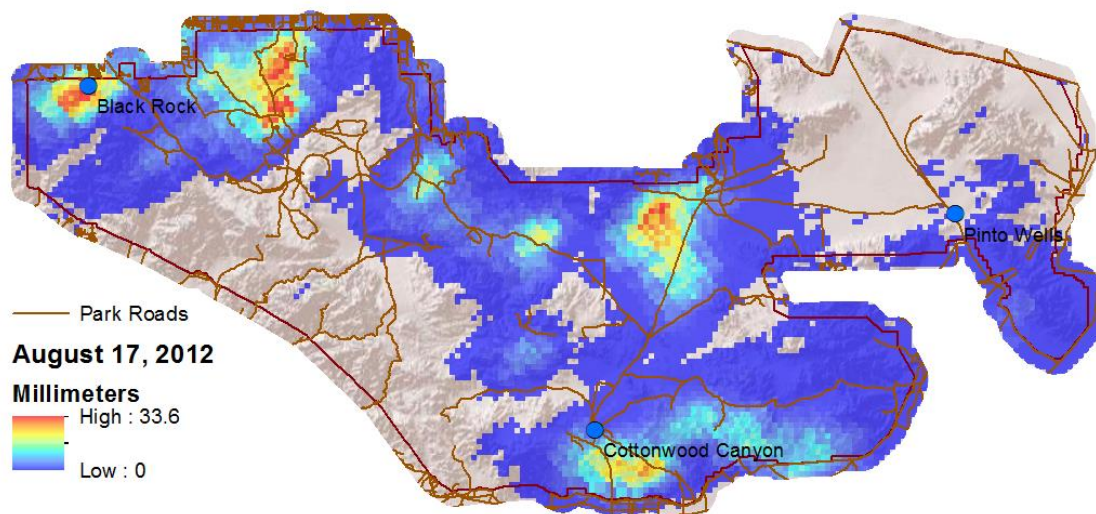 Black Rock
Pinto Wells
Park Roads
August 17, 2012
Millimeters
High : 33.6
Low : 0
Cottonwood Canyon